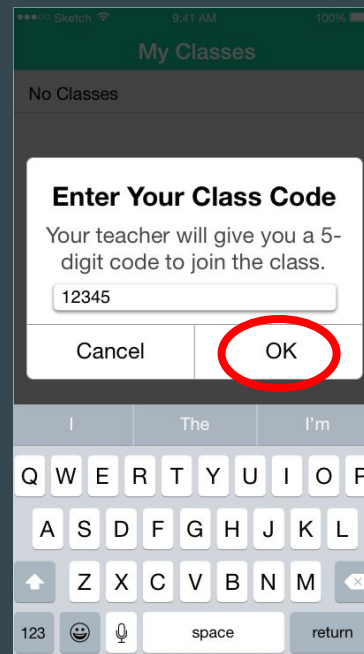 ●●●○○ Sketch 9:41 AM 100%
My Classes
No Classes
Enter Your Class Code
Your teacher will give you a 5-
digit code to join the class.
12345
Cancel OK
I The I'm
Q W E R T Y U I O P
A S D F G H J K L
Z X C V B N M
123 space return